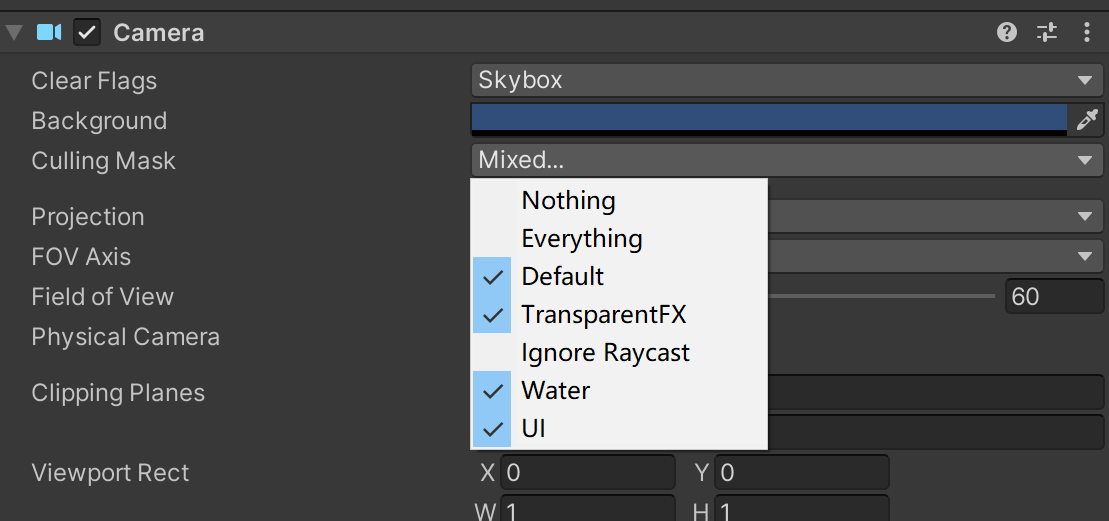 Camera
Clear Flags Skybox
Background
Culling Mask Mixed...
Nothing
Projection
Everything
FOV Axis
Default
Field of View 60
TransparentFX
Physical Camera
Ignore Raycast
Clipping Planes
Water
UI
Viewport Rect X 0 Y 0
W 1 H 1